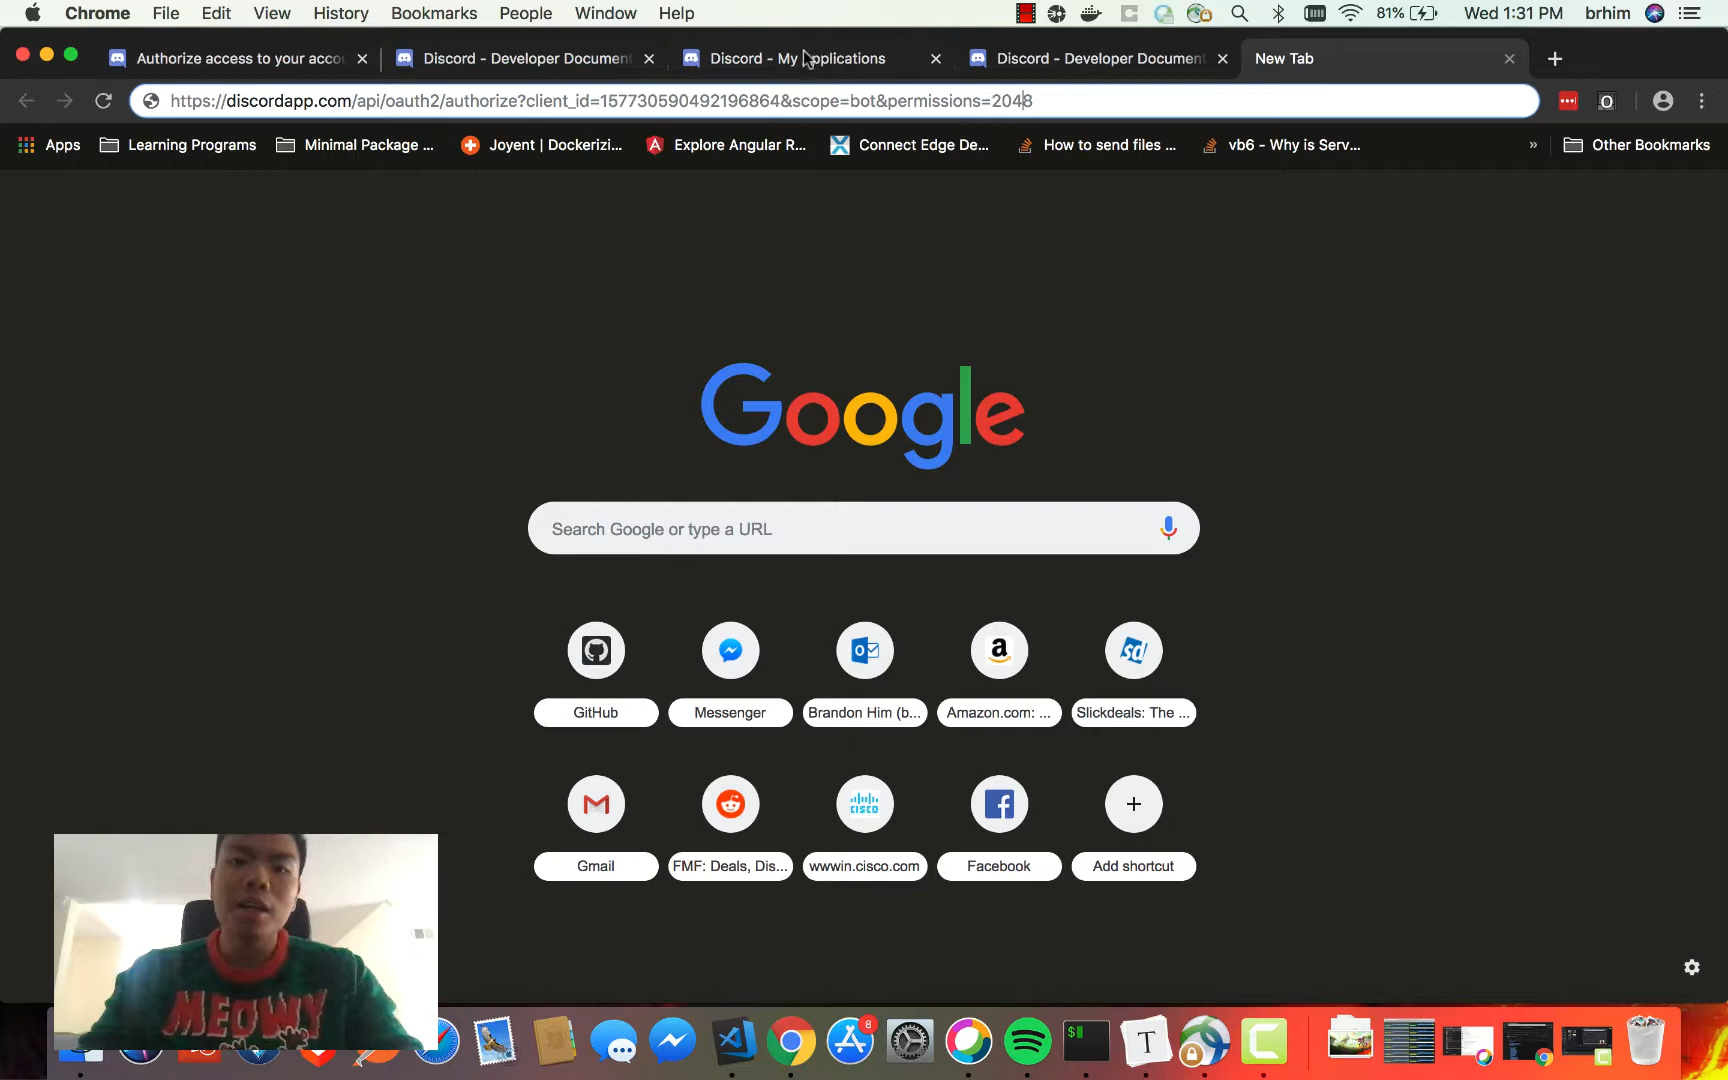 Chrome File Edit View History Bookmarks People Window Help 81% Wed 1:31 PM brhim
Authorize access to your accou Discord - Developer Document Discord - My Applications Discord - Developer Document New Tab
https://discordapp.com/api/oauth2/authorize?client_id=157730590492196864&scope=bot&permissions=2048
Apps Learning Programs Minimal Package ... Joyent | Dockerizi... Explore Angular R... Connect Edge De... How to send files ... vb6 - Why is Serv... » Other Bookmarks
Google
Search Google or type a URL
sd
GitHub Messenger Brandon Him (b... Amazon.com: ... Slickdeals: The ...
cisco
Gmail FMF: Deals, Dis... wwwin.cisco.com Facebook Add shortcut
MEOWY
8
$
T